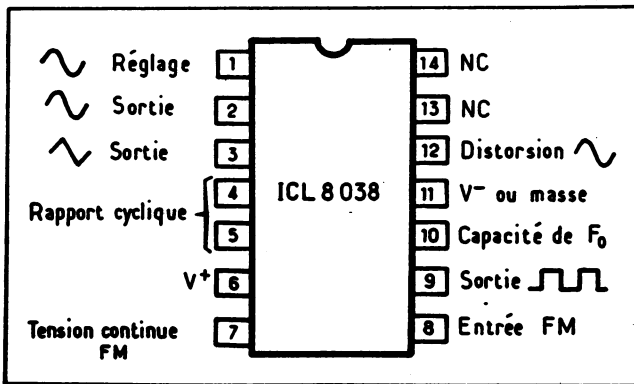 Réglage 1
Sortie 2
Sortie 3
4
Rapport cyclique
5
V+ 6
Tension continue 7
FM
ICL 8038
14 NC
13 NC
12 Distorsion
11 V- ou masse
10 Capacité de F0
9 Sortie
8 Entrée FM